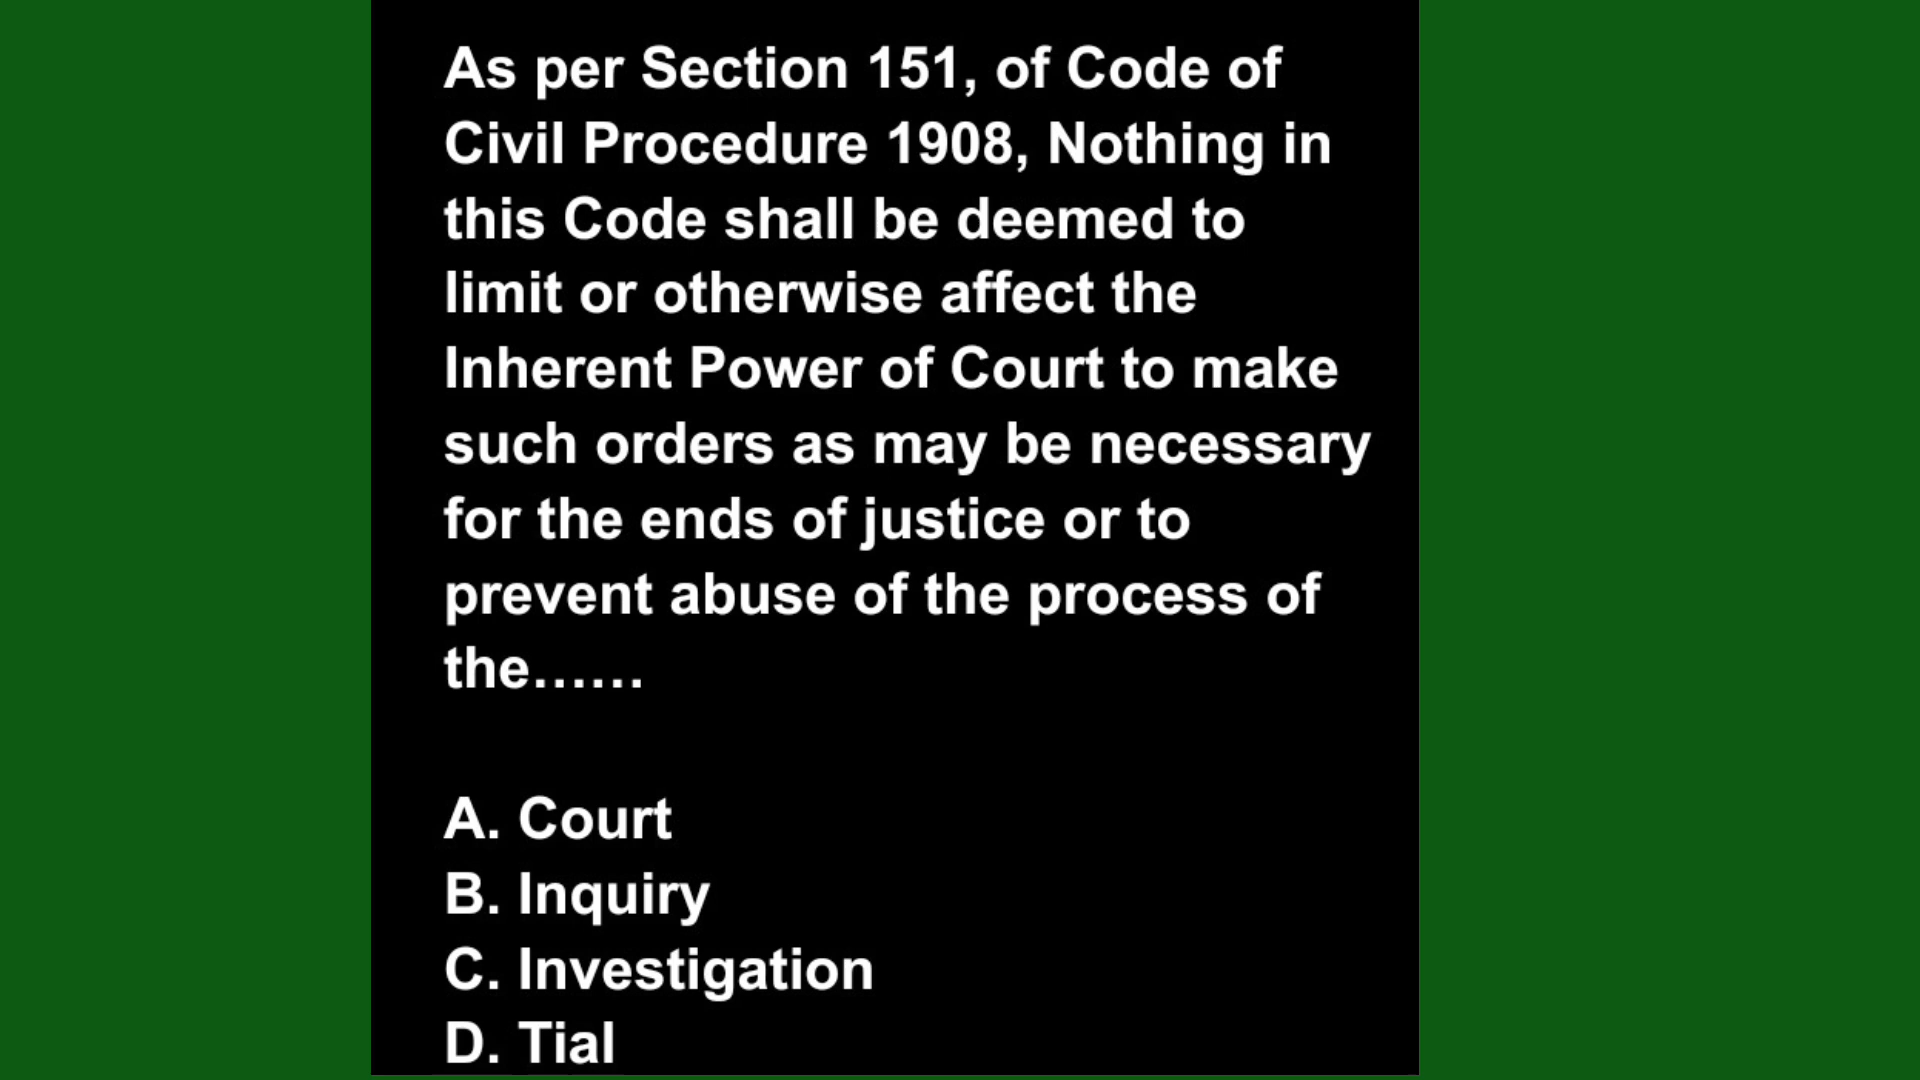 As per Section 151, of Code of
Civil Procedure 1908, Nothing in
this Code shall be deemed to
limit or otherwise affect the
Inherent Power of Court to make
such orders as may be necessary
for the ends of justice or to
prevent abuse of the process of
the......
A. Court
B. Inquiry
C. Investigation
D. Tial